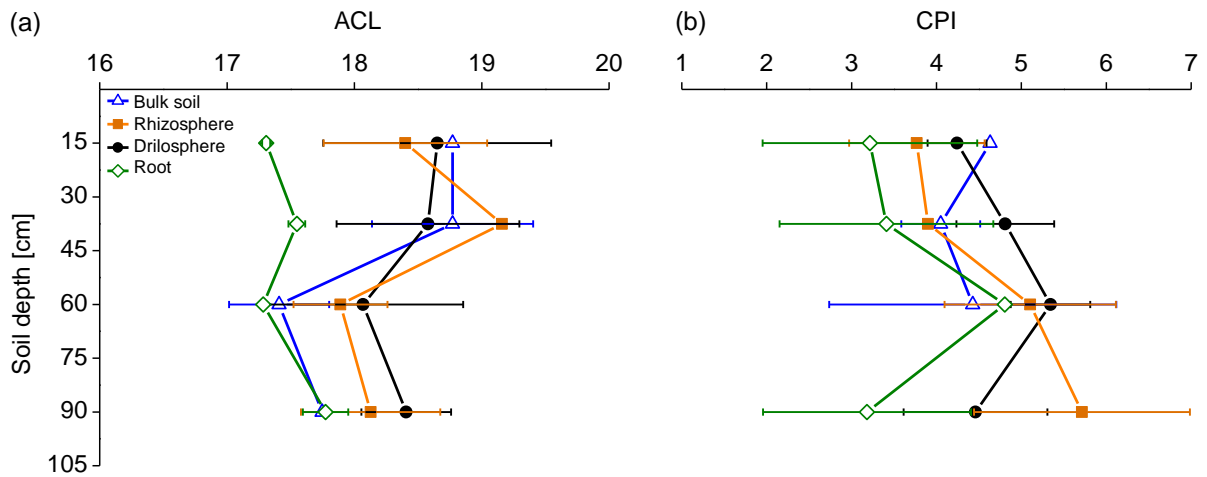 (a) ACL (b) CPI
16 17 18 19 20 1 2 3 4 5 6 7
Bulk soil
Rhizosphere
Drilosphere
Root
15
30
45
60
75
90
105
Soil depth [cm]